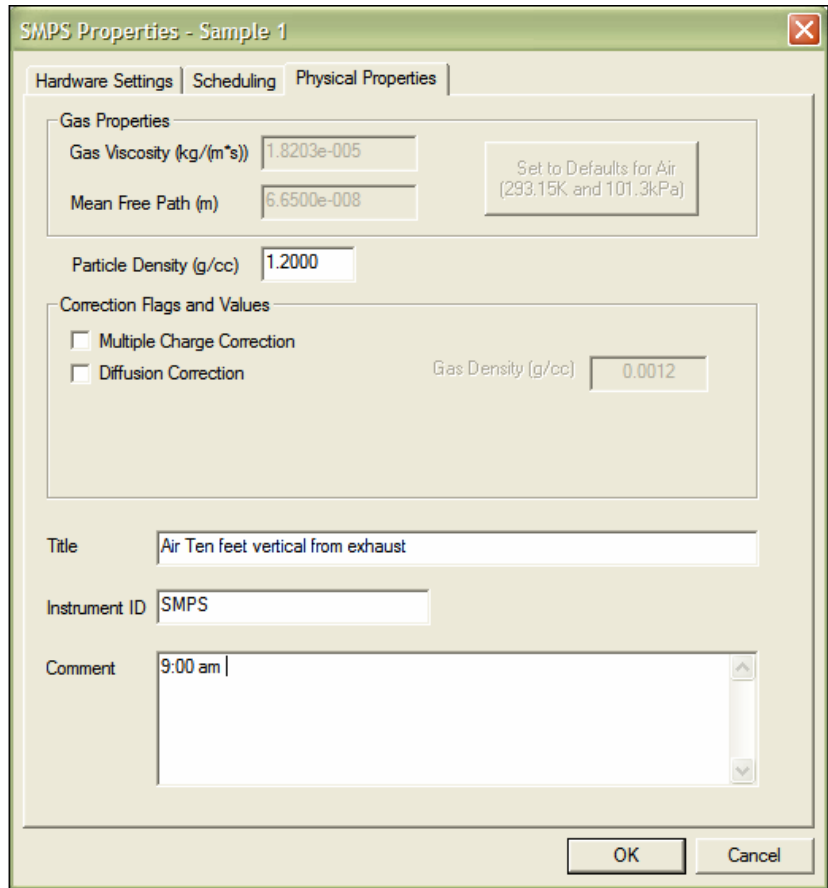 SMPS Properties - Sample 1
Hardware Settings Scheduling Physical Properties
Gas Properties
Gas Viscosity (kg/(m*s)) 1.8203e-005
Set to Defaults for Air
(293.15K and 101.3kPa)
Mean Free Path (m) 6.6500e-008
Particle Density (g/cc) 1.2000
Correction Flags and Values
Multiple Charge Correction
Diffusion Correction
Gas Density (g/cc) 0.0012
Title Air Ten feet vertical from exhaust
Instrument ID SMPS
Comment 9:00 am
OK Cancel